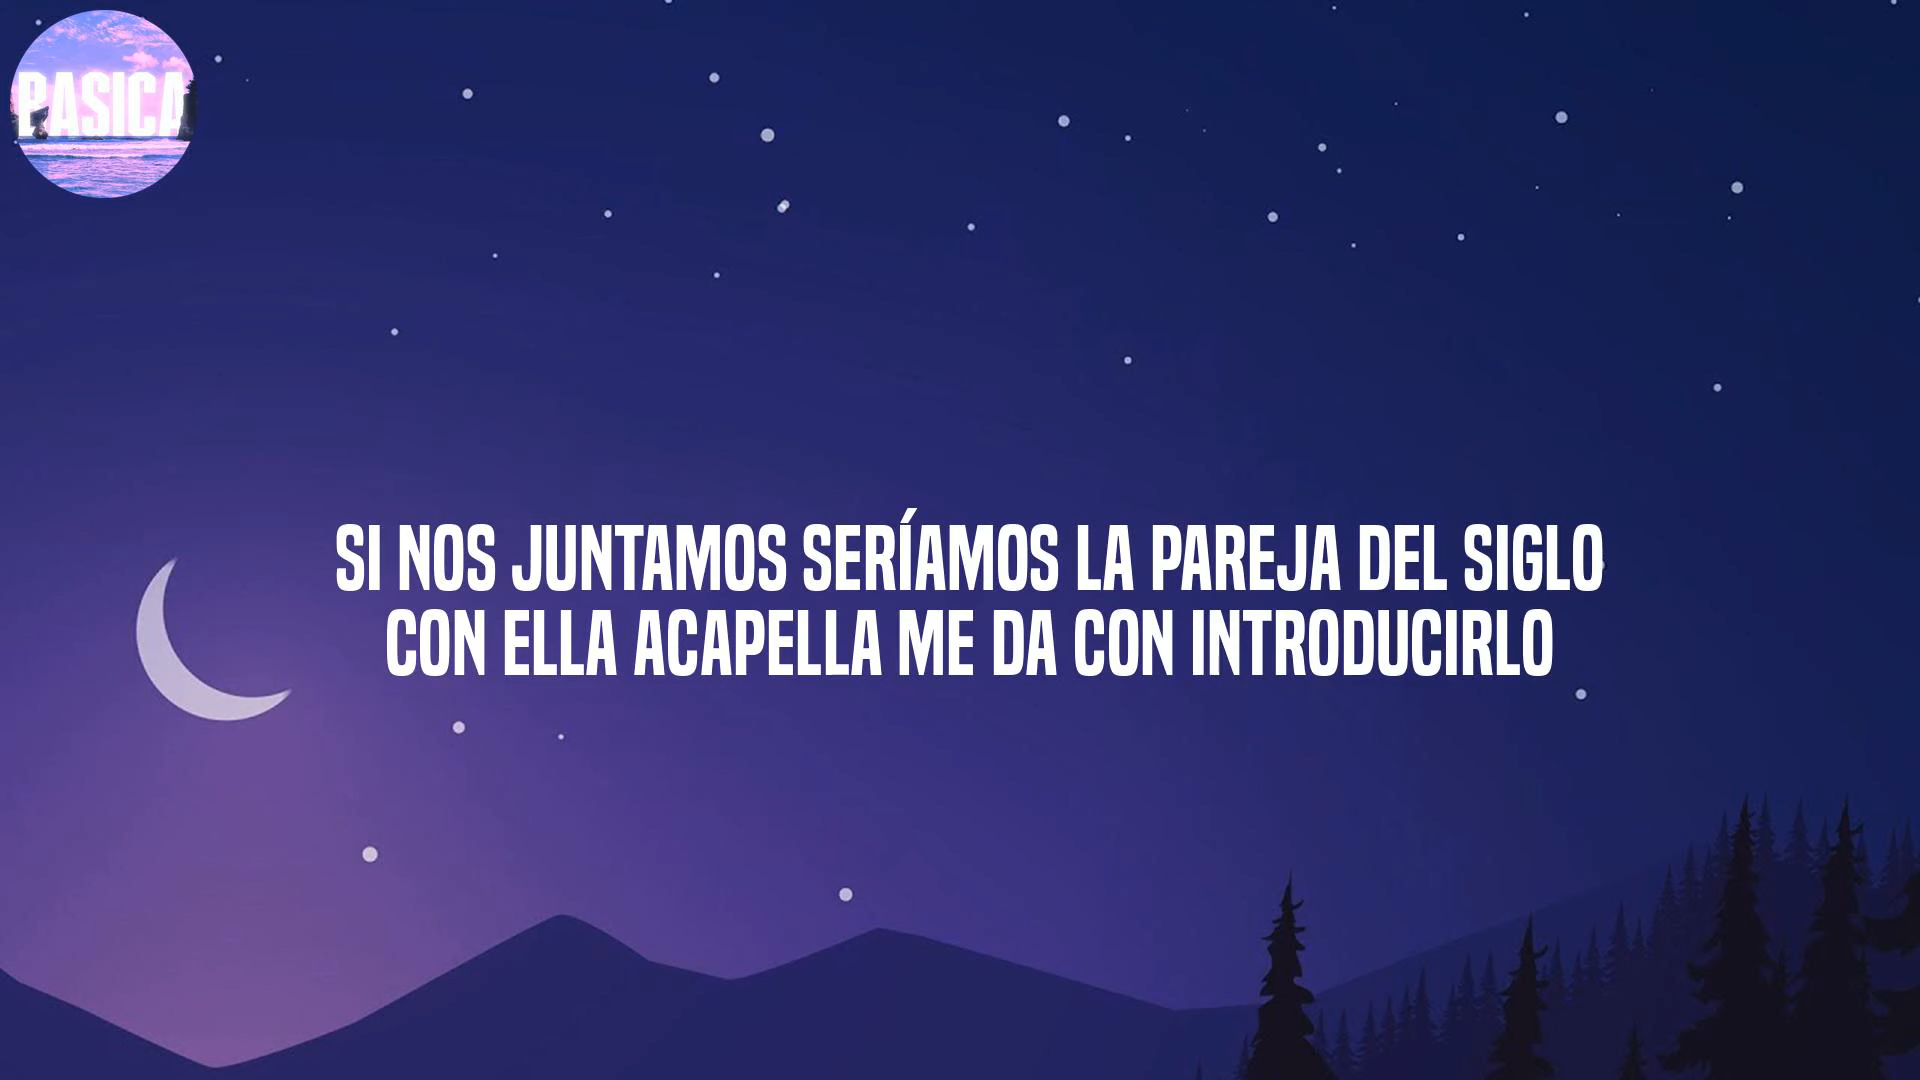 PASICA
SI NOS JUNTAMOS SERÍAMOS LA PAREJA DEL SIGLO
CON ELLA ACAPELLA ME DA CON INTRODUCIRLO